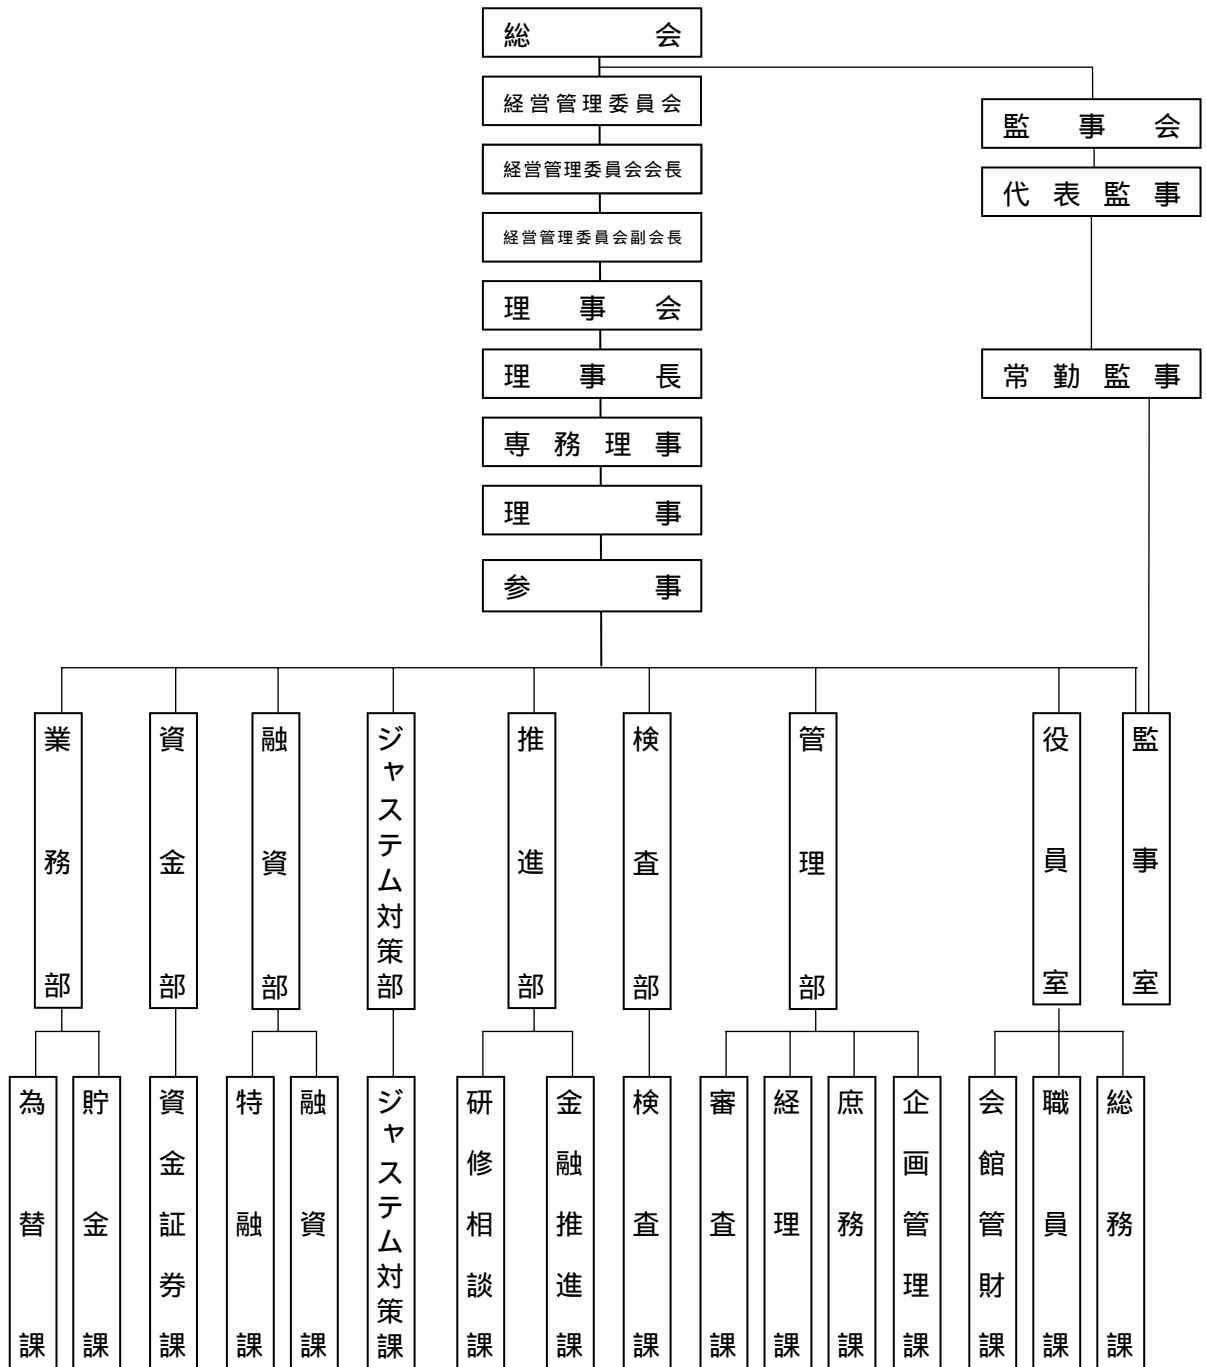 総会
経営管理委員会
監事会
経営管理委員会会長
代表監事
経営管理委員会副会長
理事会
理事長
常勤監事
専務理事
理事
参事
業務部
資金部
融資部
ジャステム対策部
推進部
検査部
管理部
役員室
監事室
為替課
貯金課
資金証券課
特融課
融資課
ジャステム対策課
研修相談課
金融推進課
検査課
審査課
経理課
庶務課
企画管理課
会館管財課
職員課
総務課